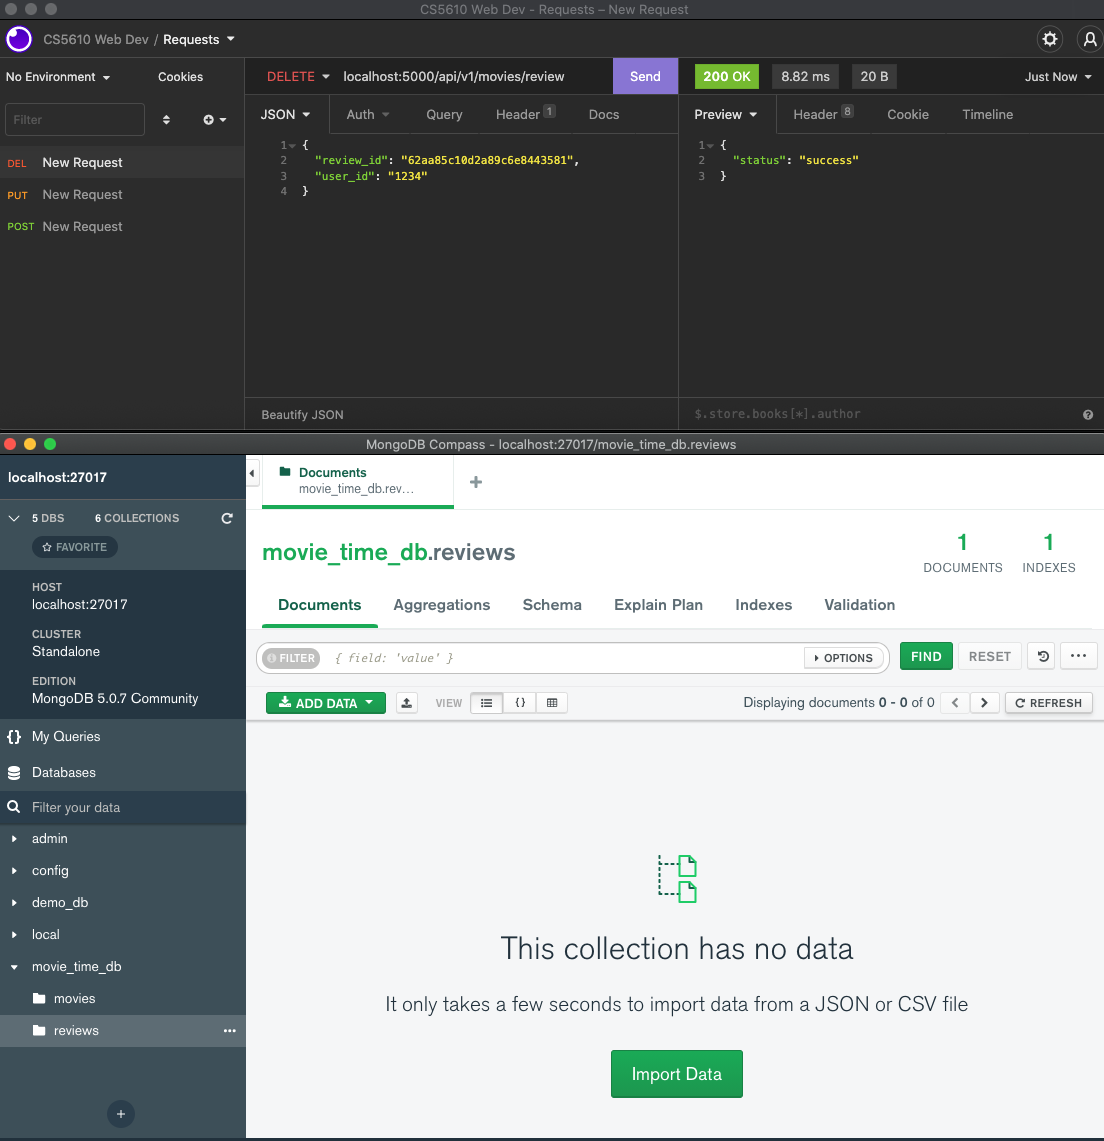 CS5610 Web Dev - Requests – New Request
CS5610 Web Dev / Requests
No Environment
Cookies
DELETE
localhost:5000/api/v1/movies/review
Send
200 OK
8.82 ms
20 B
Just Now
Filter
JSON
Auth
Query
Header 1
Docs
Preview
Header 8
Cookie
Timeline
DEL New Request
PUT New Request
POST New Request
1 {
2 "review_id": "62aa85c10d2a89c6e8443581",
3 "user_id": "1234"
4 }
1 {
2 "status": "success"
3 }
Beautify JSON
$.store.books[*].author
MongoDB Compass - localhost:27017/movie_time_db.reviews
localhost:27017
5 DBS
6 COLLECTIONS
FAVORITE
HOST
localhost:27017
CLUSTER
Standalone
EDITION
MongoDB 5.0.7 Community
My Queries
Databases
Filter your data
admin
config
demo_db
local
movie_time_db
movies
reviews
Documents
movie_time_db.rev...
movie_time_db.reviews
1
DOCUMENTS
1
INDEXES
Documents
Aggregations
Schema
Explain Plan
Indexes
Validation
FILTER
{ field: 'value' }
OPTIONS
FIND
RESET
ADD DATA
VIEW
{}
Displaying documents 0 - 0 of 0
REFRESH
This collection has no data
It only takes a few seconds to import data from a JSON or CSV file
Import Data